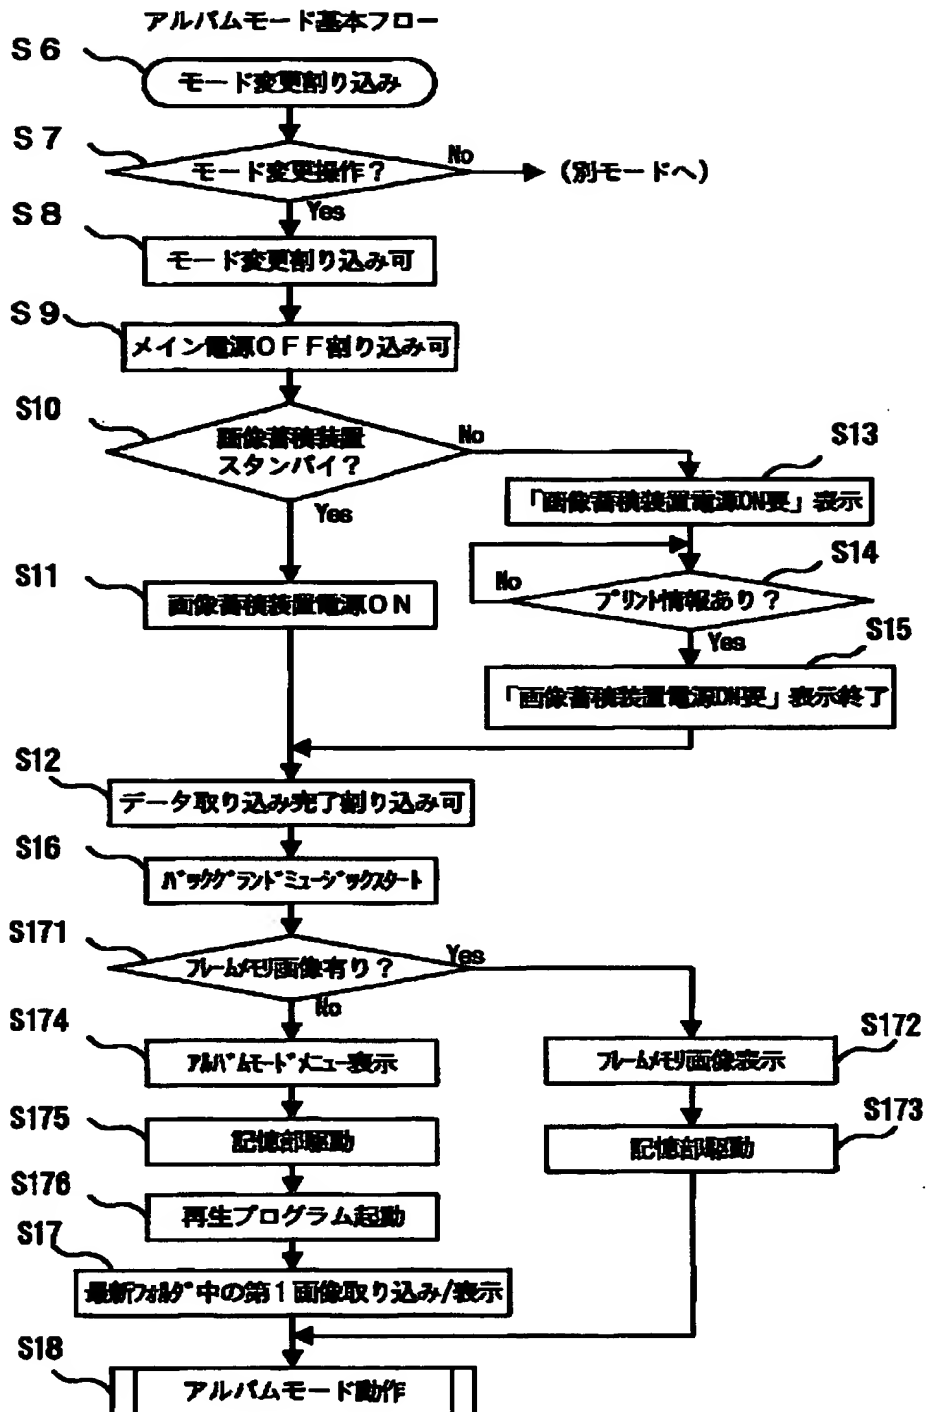 アルバムモード基本フロー
S6
モード変更割り込み
S7
モード変更操作?
No
(別モードへ)
Yes
S8
モード変更割り込み可
S9
メイン電源OFF割り込み可
S10
画像蓄積装置
スタンバイ?
No
Yes
S13
「画像蓄積装置電源ON要」表示
S14
プリント情報あり?
No
Yes
S11
画像蓄積装置電源ON
S15
「画像蓄積装置電源ON要」表示終了
S12
データ取り込み完了割り込み可
S16
バックグランドミュージックスタート
S171
フレームメモリ画像有り?
Yes
No
S174
アルバムモードメニュー表示
S172
フレームメモリ画像表示
S175
記憶部駆動
S173
記憶部駆動
S176
再生プログラム起動
S17
最新フォルダ中の第1画像取り込み/表示
S18
アルバムモード動作